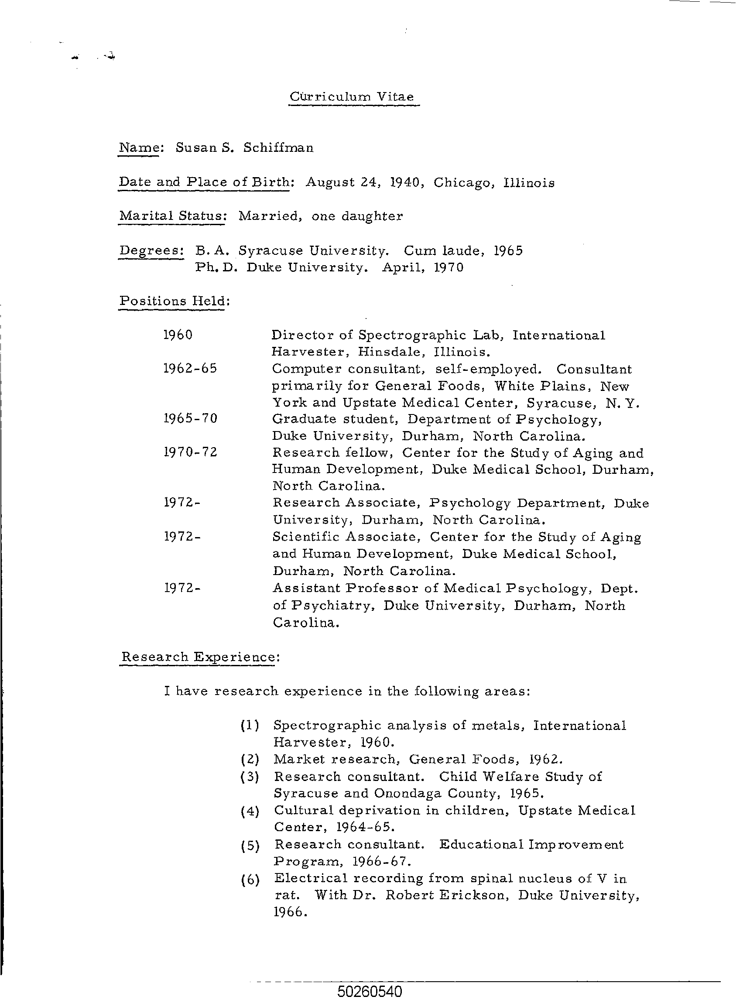 Curriculum Vitae
Name: Susan S. Schiffman
Date and Place of Birth: August 24, 1940, Chicago, Illinois
Marital Status: Married, one daughter
Degrees: B.A. Syracuse University. Cum laude, 1965
Ph.D. Duke University. April, 1970
Positions Held:
1960 Director of Spectrographic Lab, International
Harvester, Hinsdale, Illinois.
1962-65 Computer consultant, self-employed. Consultant
primarily for General Foods, White Plains, New
York and Upstate Medical Center, Syracuse, N.Y.
1965-70 Graduate student, Department of Psychology,
Duke University, Durham, North Carolina.
1970-72 Research fellow, Center for the Study of Aging and
Human Development, Duke Medical School, Durham,
North Carolina.
1972- Research Associate, Psychology Department, Duke
University, Durham, North Carolina.
1972- Scientific Associate, Center for the Study of Aging
and Human Development, Duke Medical School,
Durham, North Carolina.
1972- Assistant Professor of Medical Psychology, Dept.
of Psychiatry, Duke University, Durham, North
Carolina.
Research Experience:
I have research experience in the following areas:
(1) Spectrographic analysis of metals, International
Harvester, 1960.
(2) Market research, General Foods, 1962.
(3) Research consultant. Child Welfare Study of
Syracuse and Onondaga County, 1965.
(4) Cultural deprivation in children, Upstate Medical
Center, 1964-65.
(5) Research consultant. Educational Improvement
Program, 1966-67.
(6) Electrical recording from spinal nucleus of V in
rat. With Dr. Robert Erickson, Duke University,
1966.
50260540